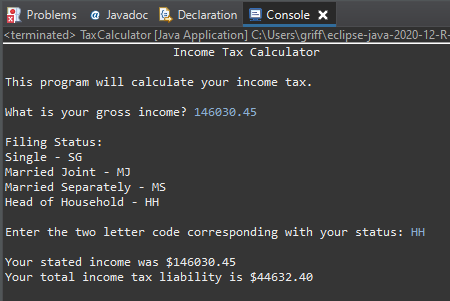 Problems @ Javadoc Declaration Console
<terminated> TaxCalculator [Java Application] C:\Users\griff\eclipse-java-2020-12-R-
Income Tax Calculator
This program will calculate your income tax.
What is your gross income? 146030.45
Filing Status:
Single - SG
Married Joint - MJ
Married Separately - MS
Head of Household - HH
Enter the two letter code corresponding with your status: HH
Your stated income was $146030.45
Your total income tax liability is $44632.40